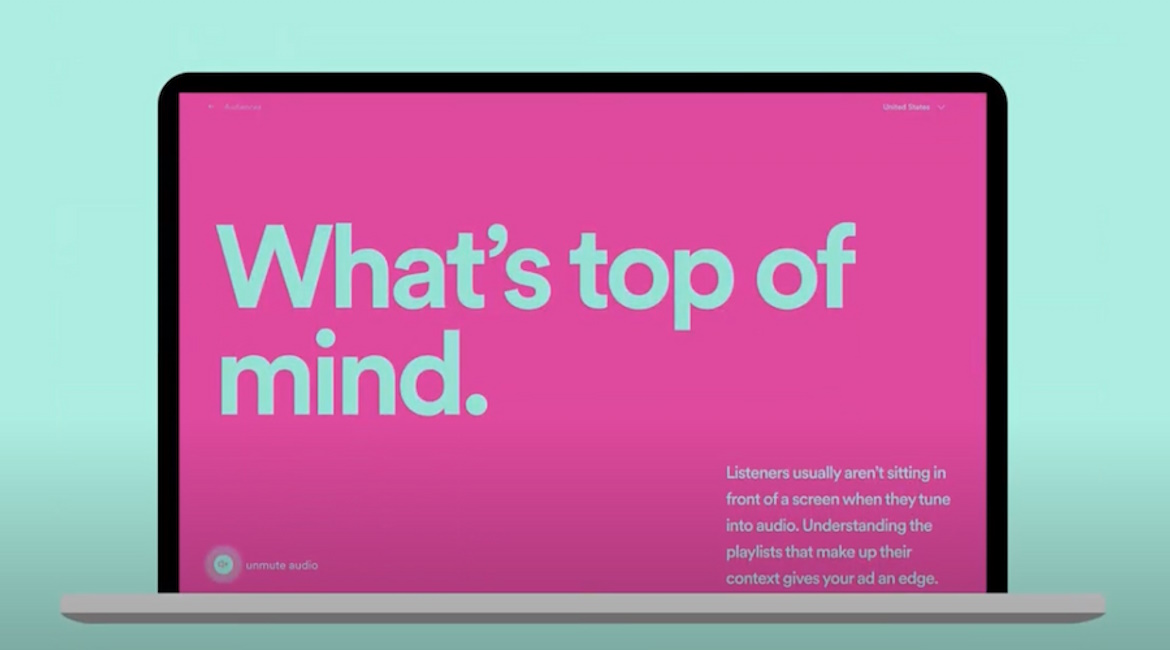 Audiences
United States
What’s top of
mind.
Listeners usually aren’t sitting in
front of a screen when they tune
into audio. Understanding the
playlists that make up their
context gives your ad an edge.
unmute audio